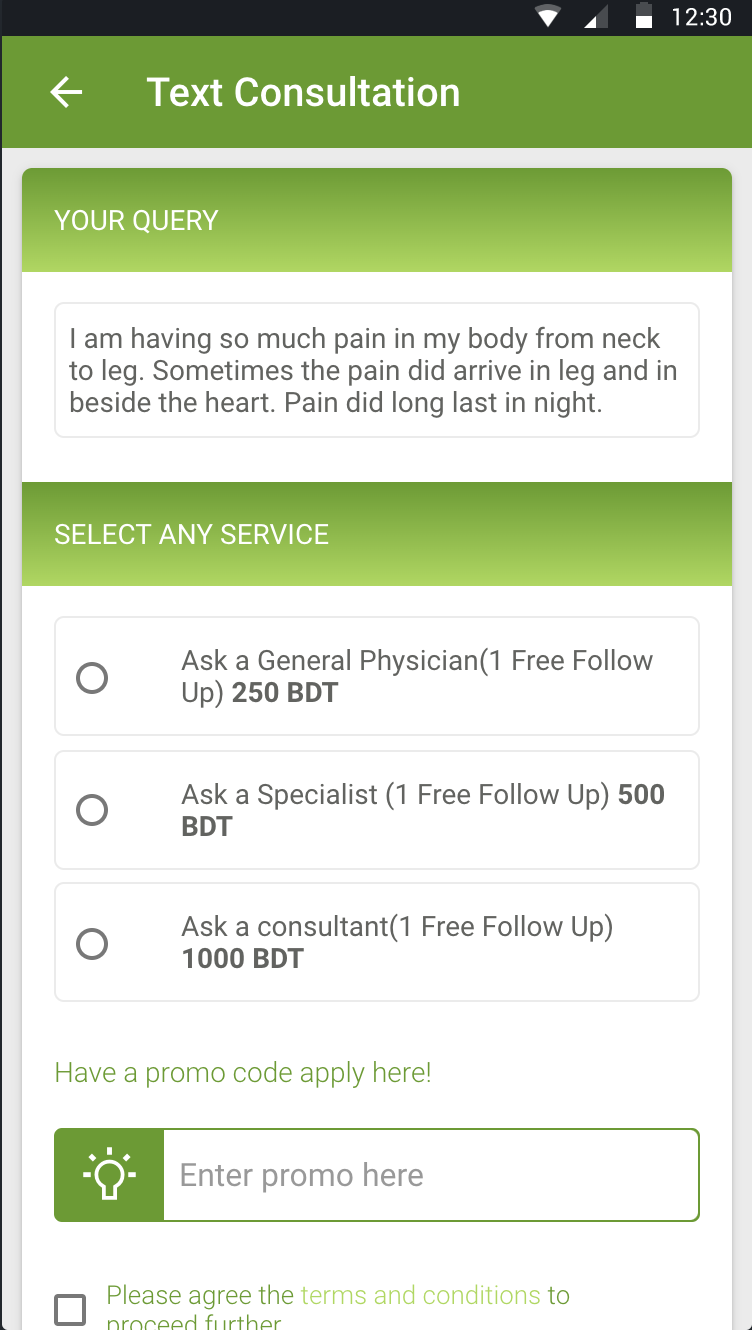 12:30
Text Consultation
YOUR QUERY
I am having so much pain in my body from neck
to leg. Sometimes the pain did arrive in leg and in
beside the heart. Pain did long last in night.
SELECT ANY SERVICE
Ask a General Physician(1 Free Follow
Up) 250 BDT
Ask a Specialist (1 Free Follow Up) 500
BDT
Ask a consultant(1 Free Follow Up)
1000 BDT
Have a promo code apply here!
Enter promo here
Please agree the terms and conditions to
proceed further